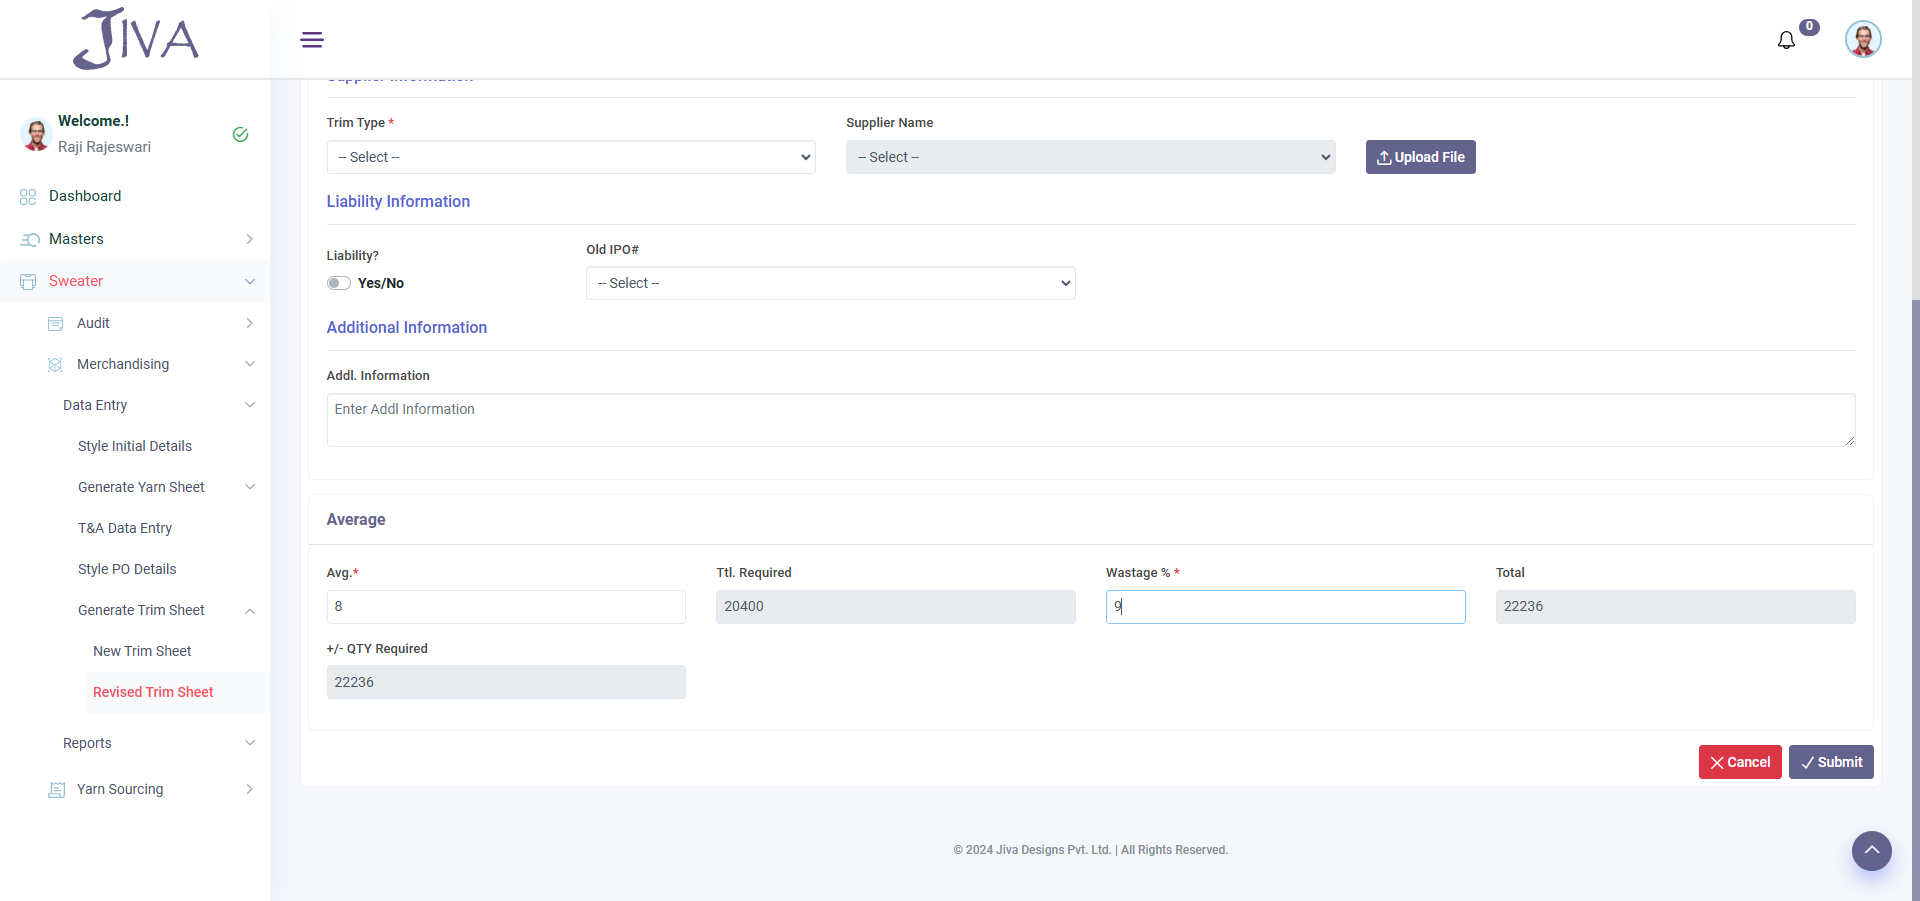 JIVA
0
Welcome.!
Raji Rajeswari
Dashboard
Masters
Sweater
Audit
Merchandising
Data Entry
Style Initial Details
Generate Yarn Sheet
T&A Data Entry
Style PO Details
Generate Trim Sheet
New Trim Sheet
Revised Trim Sheet
Reports
Yarn Sourcing
Supplier Information
Trim Type *
Supplier Name
-- Select --
-- Select --
Upload File
Liability Information
Liability?
Old IPO#
Yes/No
-- Select --
Additional Information
Addl. Information
Enter Addl Information
Average
Avg.*
Ttl. Required
Wastage % *
Total
8
20400
9
22236
+/- QTY Required
22236
Cancel
Submit
© 2024 Jiva Designs Pvt. Ltd. | All Rights Reserved.